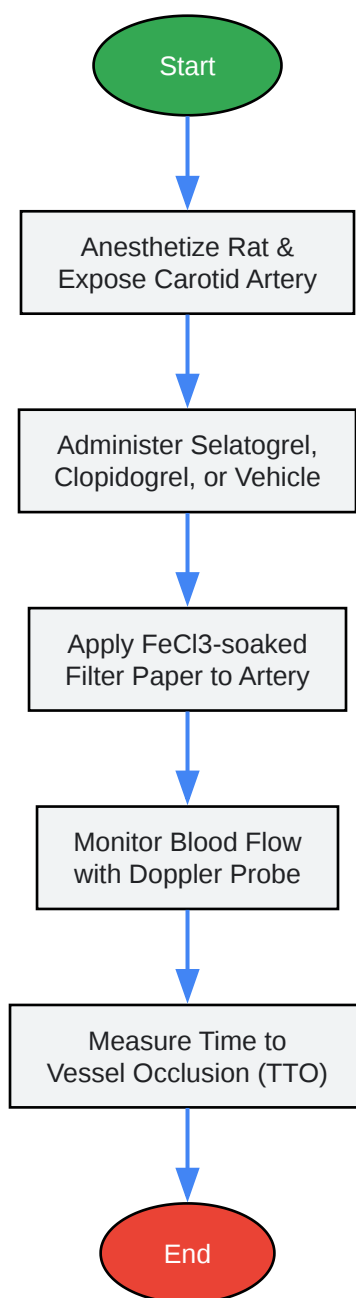 Start
Anesthetize Rat &
Expose Carotid Artery
Administer Selatogrel,
Clopidogrel, or Vehicle
Apply FeCl3-soaked
Filter Paper to Artery
Monitor Blood Flow
with Doppler Probe
Measure Time to
Vessel Occlusion (TTO)
End